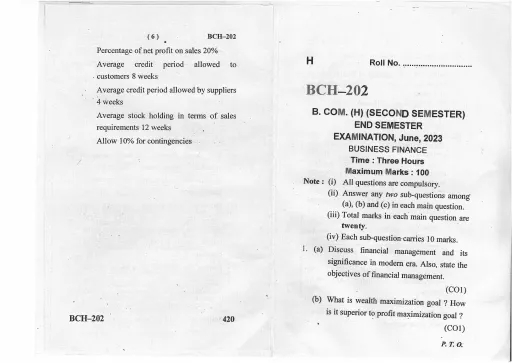 ( 6 ) BCH–202
Percentage of net profit on sales 20%
Average credit period allowed to
customers 8 weeks
Average credit period allowed by suppliers
4 weeks
Average stock holding in terms of sales
requirements 12 weeks
Allow 10% for contingencies
BCH–202 420
H Roll No. ..............................
BCH–202
B. COM. (H) (SECOND SEMESTER)
END SEMESTER
EXAMINATION, June, 2023
BUSINESS FINANCE
Time : Three Hours
Maximum Marks : 100
Note : (i) All questions are compulsory.
(ii) Answer any two sub-questions among
(a), (b) and (c) in each main question.
(iii) Total marks in each main question are
twenty.
(iv) Each sub-question carries 10 marks.
1. (a) Discuss financial management and its
significance in modern era. Also, state the
objectives of financial management.
(CO1)
(b) What is wealth maximization goal ? How
is it superior to profit maximization goal ?
(CO1)
P. T. O.